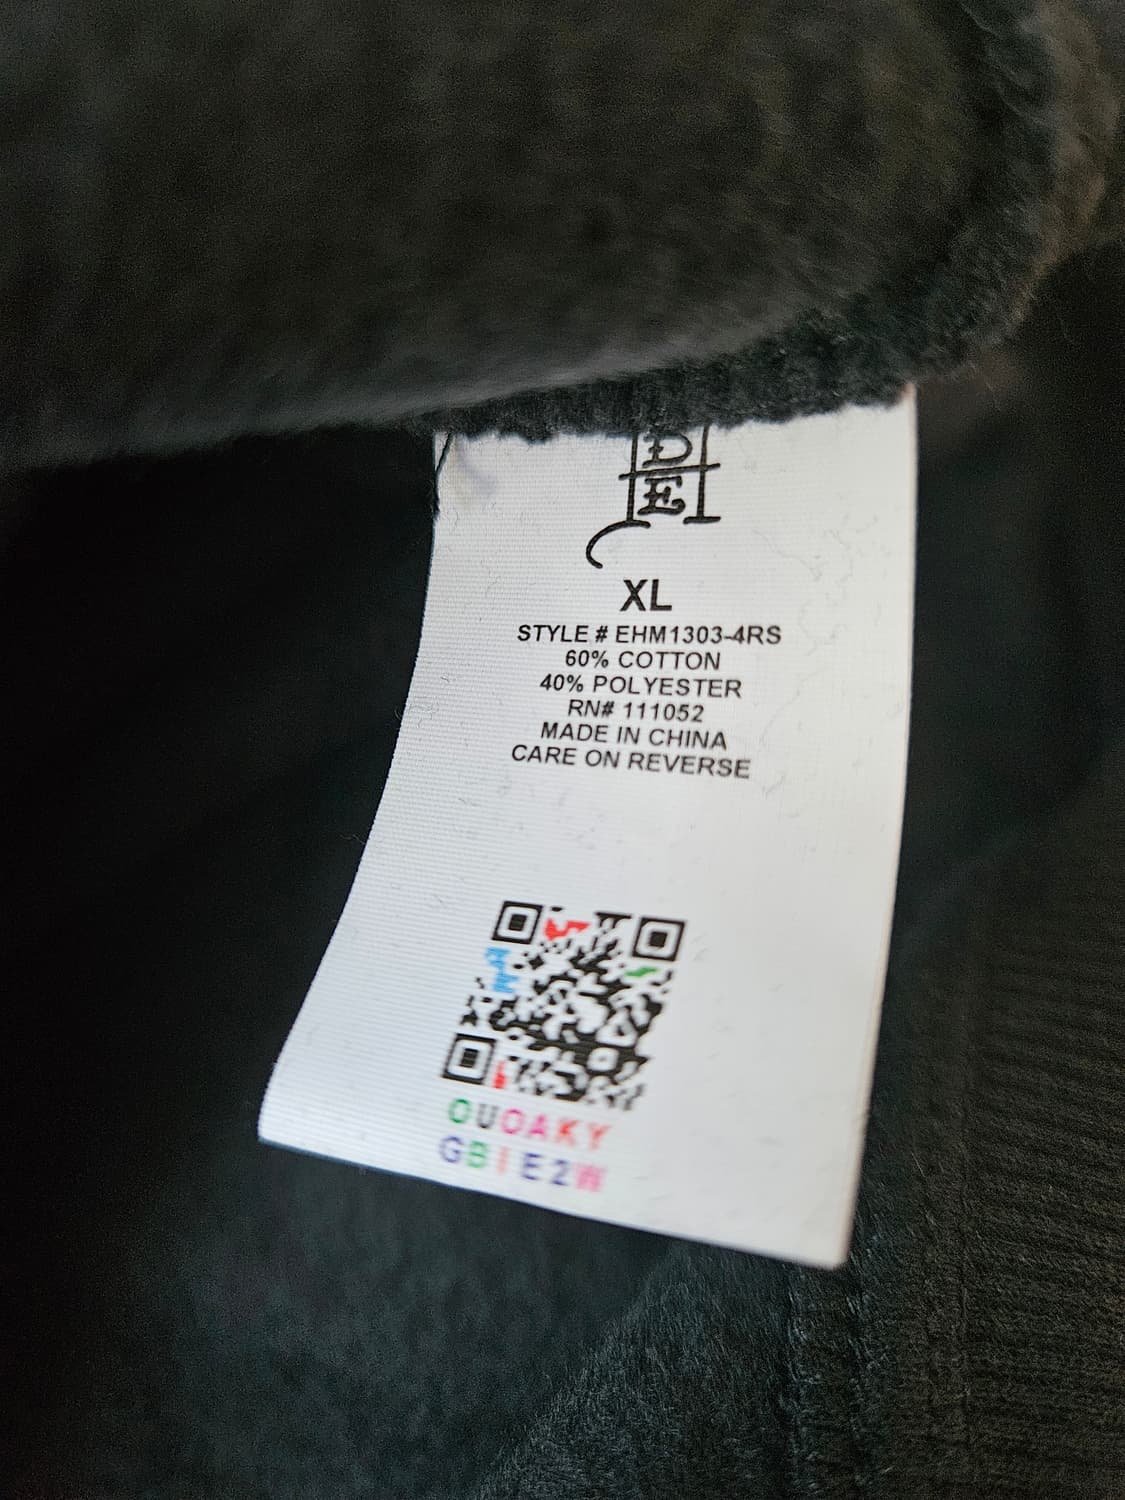 D
E
XL
STYLE # EHM1303-4RS
60% COTTON
40% POLYESTER
RN# 111052
MADE IN CHINA
CARE ON REVERSE
OUOAKY
GBIE2W